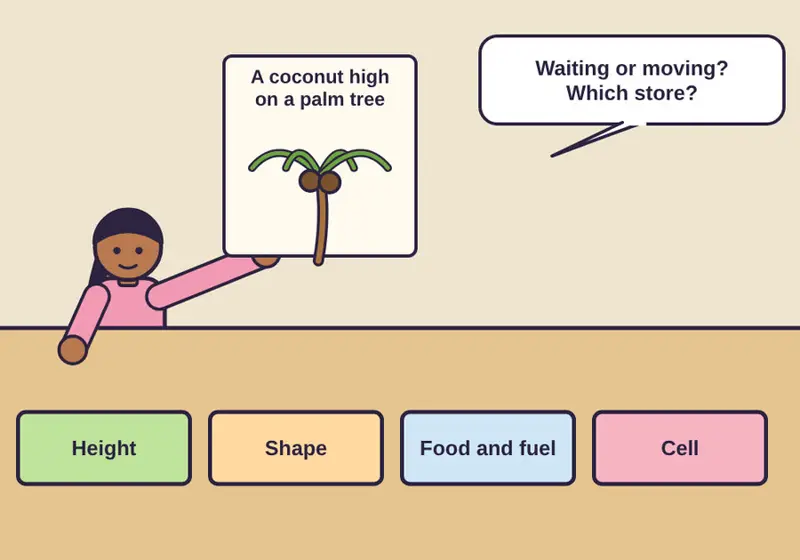 A coconut high
on a palm tree
Waiting or moving?
Which store?
Height
Shape
Food and fuel
Cell